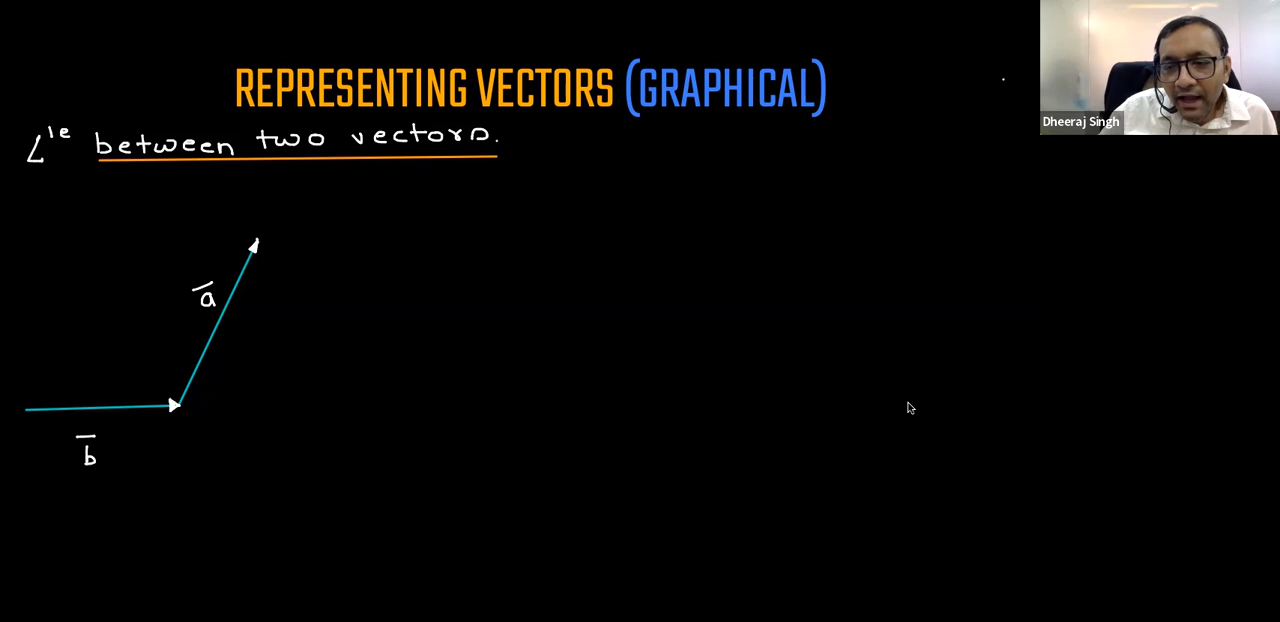 REPRESENTING VECTORS (GRAPHICAL)
Dheeraj Singh
∠le between two vectors.
a̅
b̅